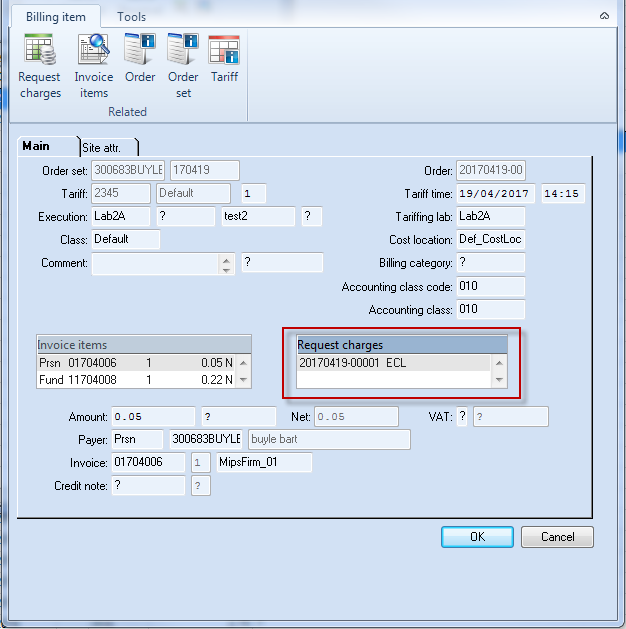 Billing item Tools
Request charges Invoice items Order Order set Tariff
Related
Main Site attr.
Order set: 300683BUYLE 170419 Order: 20170419-00
Tariff: 2345 Default 1 Tariff time: 19/04/2017 14:15
Execution: Lab2A ? test2 ? Tariffing lab: Lab2A
Class: Default Cost location: Def_CostLoc
Comment: ? Billing category: ?
Accounting class code: 010
Accounting class: 010
Invoice items Request charges
Prsn 01704006 1 0.05 N 20170419-00001 ECL
Fund 11704008 1 0.22 N
Amount: 0.05 ? Net: 0.05 VAT: ? ?
Payer: Prsn 300683BUYLE buyle bart
Invoice: 01704006 1 MipsFirm_01
Credit note: ? ?
OK Cancel